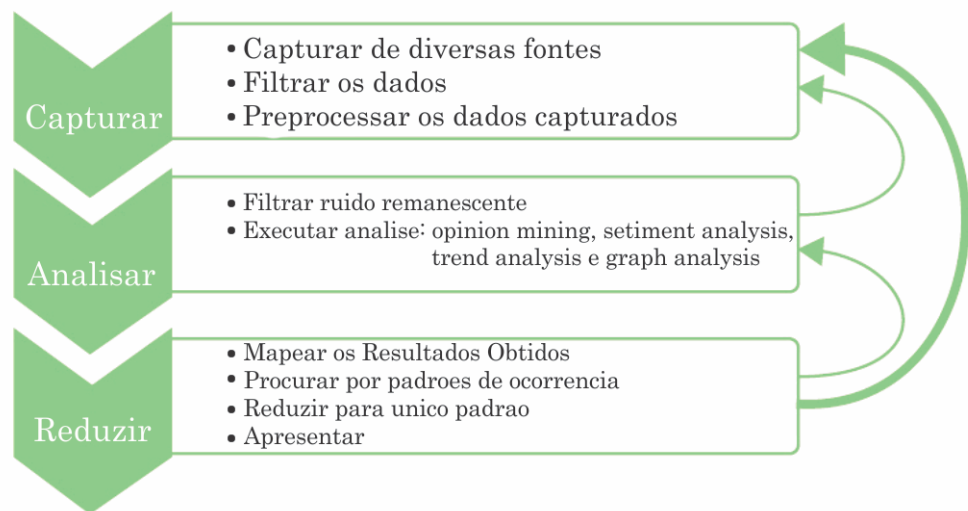 Capturar
• Capturar de diversas fontes
• Filtrar os dados
• Preprocessar os dados capturados
Analisar
• Filtrar ruido remanescente
• Executar analise: opinion mining, setiment analysis,
trend analysis e graph analysis
Reduzir
• Mapear os Resultados Obtidos
• Procurar por padroes de ocorrencia
• Reduzir para unico padrao
• Apresentar